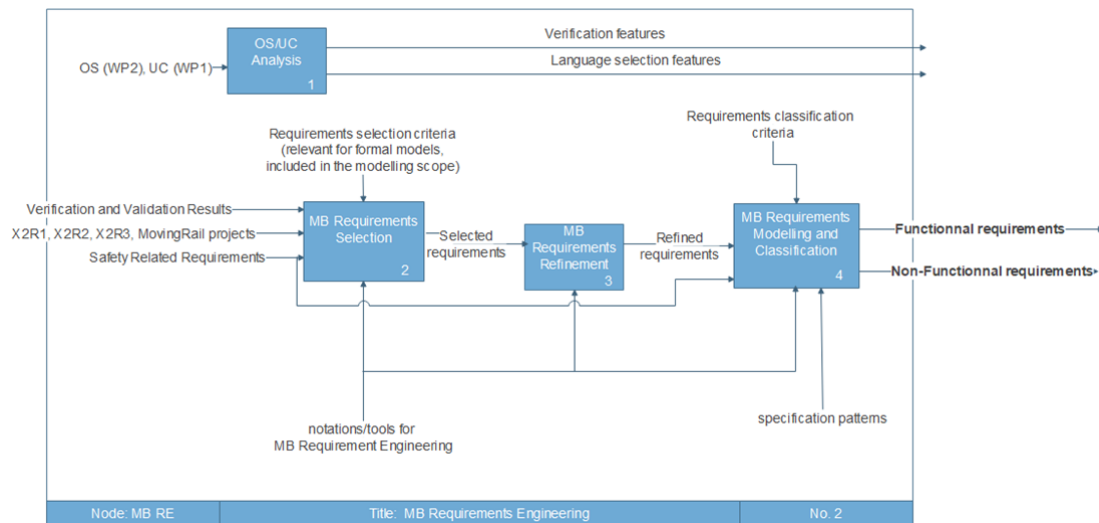 OS/UC
Analysis
1
Verification features
Language selection features
OS (WP2), UC (WP1)
Requirements selection criteria
(relevant for formal models,
included in the modelling scope)
Requirements classification
criteria
Verification and Validation Results
X2R1, X2R2, X2R3, MovingRail projects
Safety Related Requirements
MB Requirements
Selection
2
Selected
requirements
MB
Requirements
Refinement
3
Refined
requirements
MB Requirements
Modelling and
Classification
4
Functionnal requirements
Non-Functionnal requirements
notations/tools for
MB Requirement Engineering
specification patterns
Node: MB RE
Title: MB Requirements Engineering
No. 2